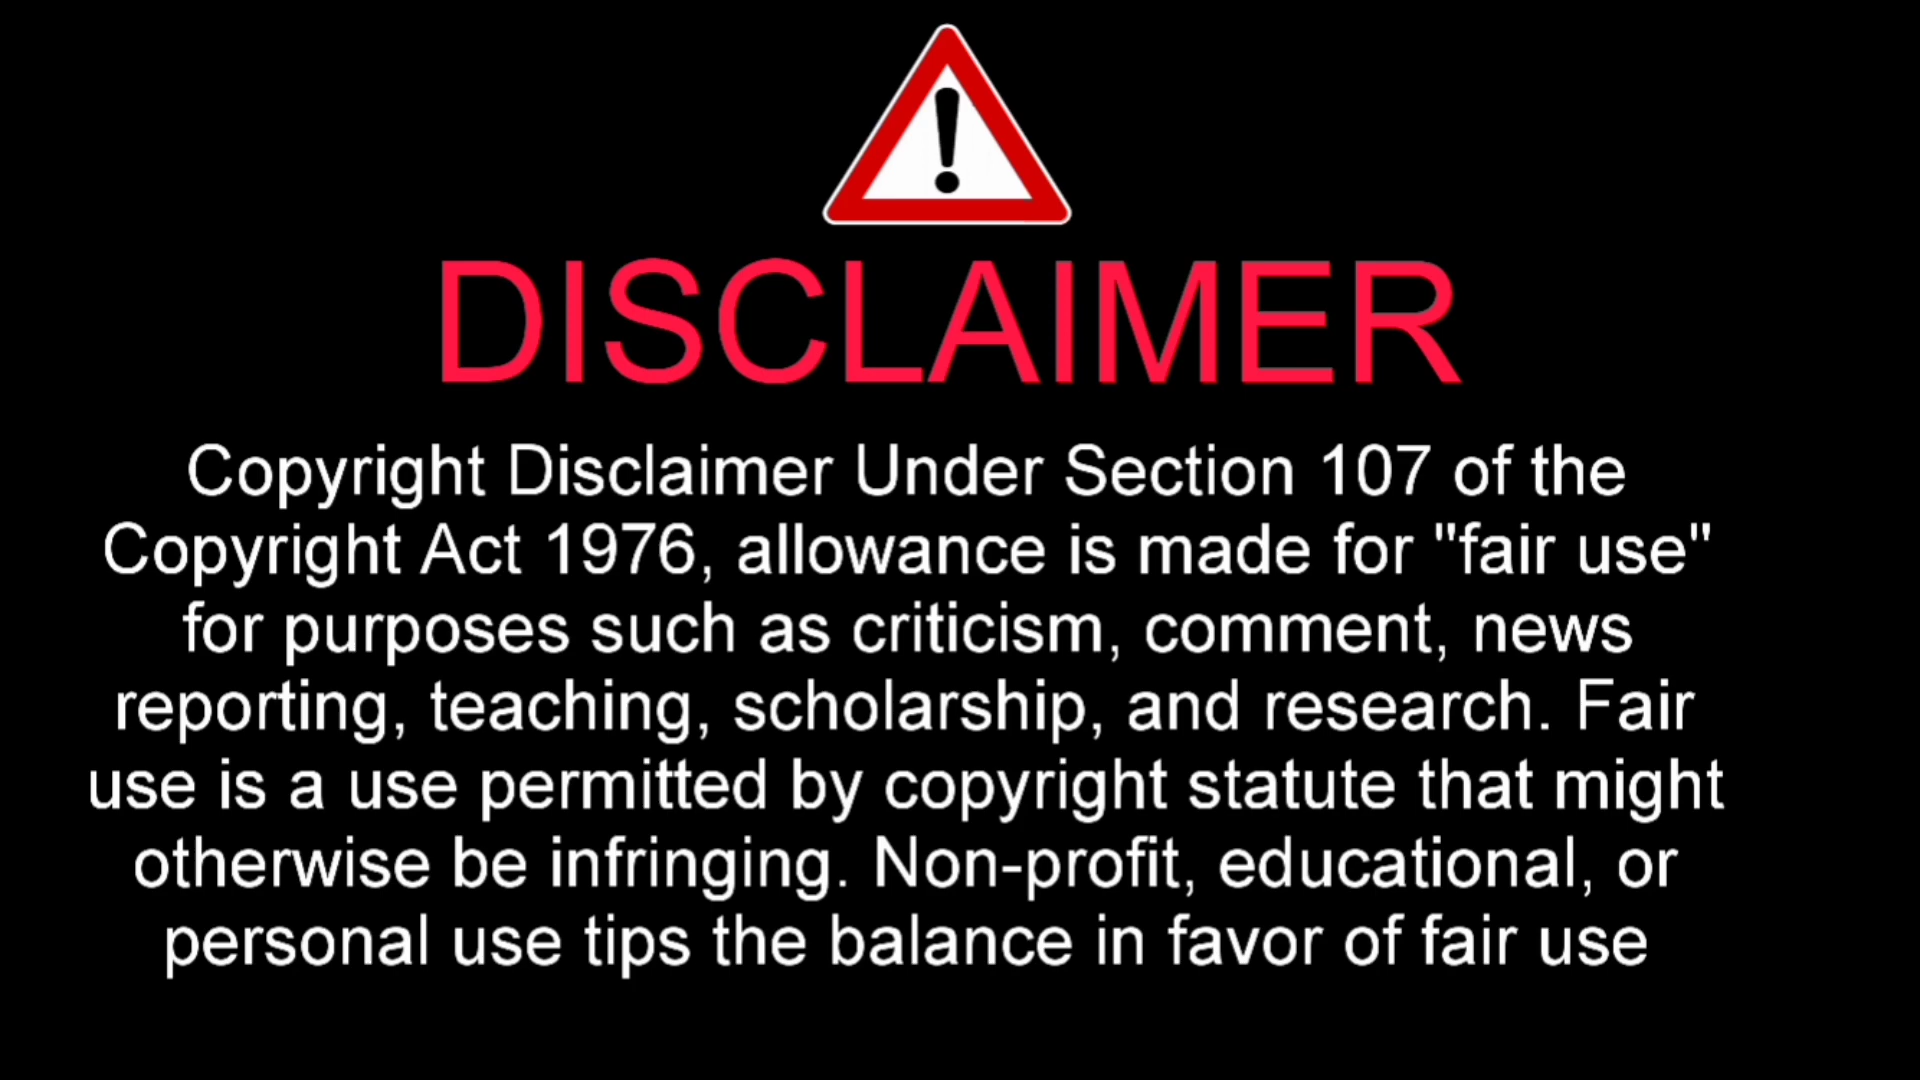 DISCLAIMER
Copyright Disclaimer Under Section 107 of the
Copyright Act 1976, allowance is made for "fair use"
for purposes such as criticism, comment, news
reporting, teaching, scholarship, and research. Fair
use is a use permitted by copyright statute that might
otherwise be infringing. Non-profit, educational, or
personal use tips the balance in favor of fair use